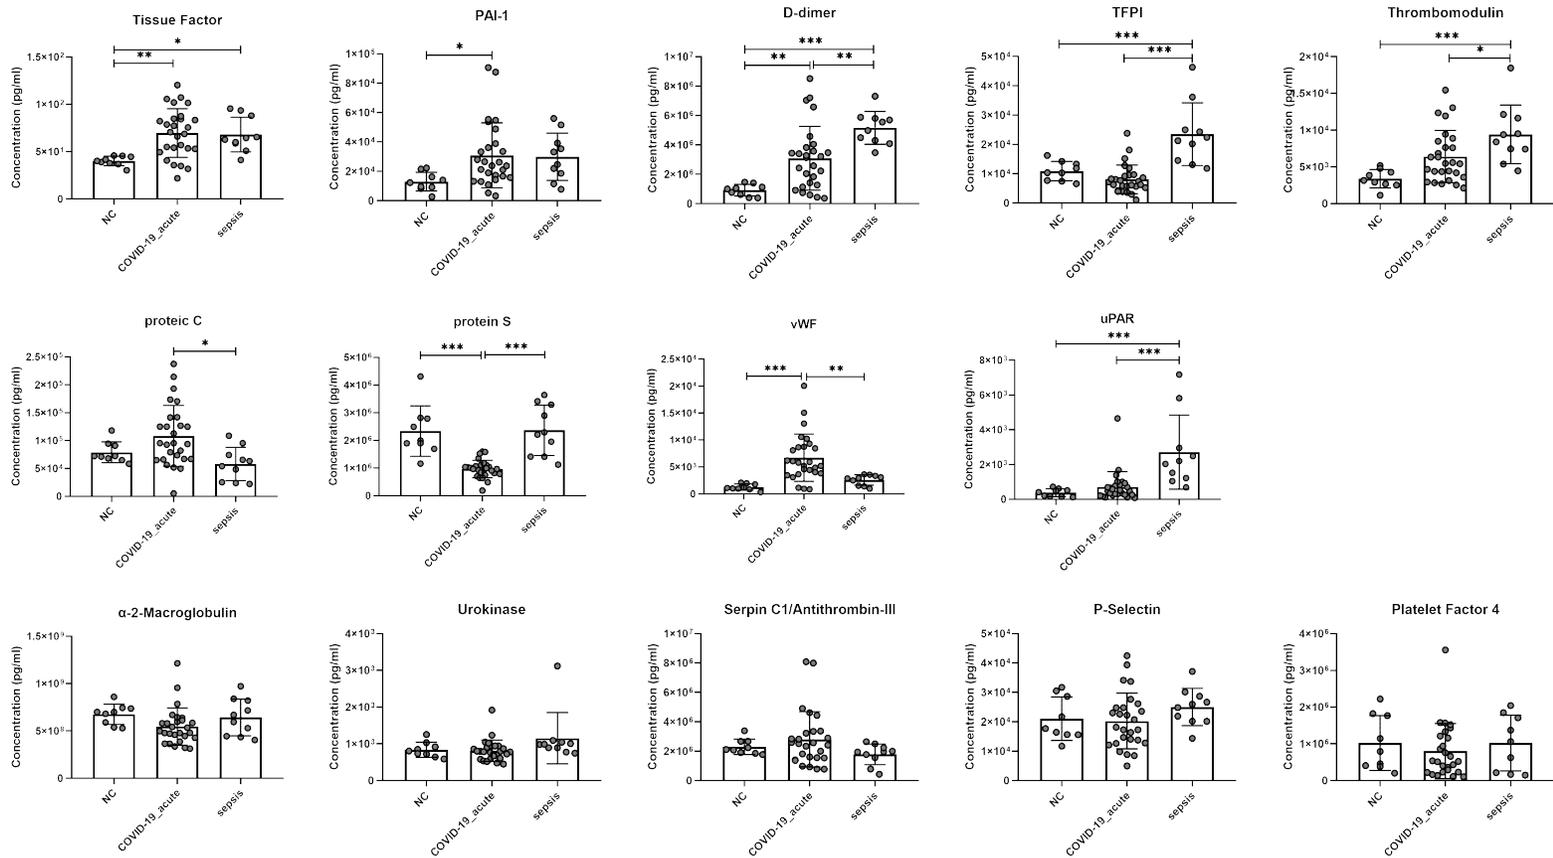 Tissue Factor
*
**
Concentration (pg/ml)
1.5×10²
1×10²
5×10¹
0
NC
COVID-19_acute
sepsis
PAI-1
*
Concentration (pg/ml)
1×10⁵
8×10⁴
6×10⁴
4×10⁴
2×10⁴
0
NC
COVID-19_acute
sepsis
D-dimer
***
** **
Concentration (pg/ml)
1×10⁷
8×10⁶
6×10⁶
4×10⁶
2×10⁶
0
NC
COVID-19_acute
sepsis
TFPI
***
***
Concentration (pg/ml)
5×10⁴
4×10⁴
3×10⁴
2×10⁴
1×10⁴
0
NC
COVID-19_acute
sepsis
Thrombomodulin
***
*
Concentration (pg/ml)
2×10⁴
1.5×10⁴
1×10⁴
5×10³
0
NC
COVID-19_acute
sepsis
proteic C
*
Concentration (pg/ml)
2.5×10⁵
2×10⁵
1.5×10⁵
1×10⁵
5×10⁴
0
NC
COVID-19_acute
sepsis
protein S
*** ***
Concentration (pg/ml)
5×10⁶
4×10⁶
3×10⁶
2×10⁶
1×10⁶
0
NC
COVID-19_acute
sepsis
vWF
*** **
Concentration (pg/ml)
2.5×10⁴
2×10⁴
1.5×10⁴
1×10⁴
5×10³
0
NC
COVID-19_acute
sepsis
uPAR
***
***
Concentration (pg/ml)
8×10³
6×10³
4×10³
2×10³
0
NC
COVID-19_acute
sepsis
α-2-Macroglobulin
Concentration (pg/ml)
1.5×10⁹
1×10⁹
5×10⁸
0
NC
COVID-19_acute
sepsis
Urokinase
Concentration (pg/ml)
4×10³
3×10³
2×10³
1×10³
0
NC
COVID-19_acute
sepsis
Serpin C1/Antithrombin-III
Concentration (pg/ml)
1×10⁷
8×10⁶
6×10⁶
4×10⁶
2×10⁶
0
NC
COVID-19_acute
sepsis
P-Selectin
Concentration (pg/ml)
5×10⁴
4×10⁴
3×10⁴
2×10⁴
1×10⁴
0
NC
COVID-19_acute
sepsis
Platelet Factor 4
Concentration (pg/ml)
4×10⁶
3×10⁶
2×10⁶
1×10⁶
0
NC
COVID-19_acute
sepsis